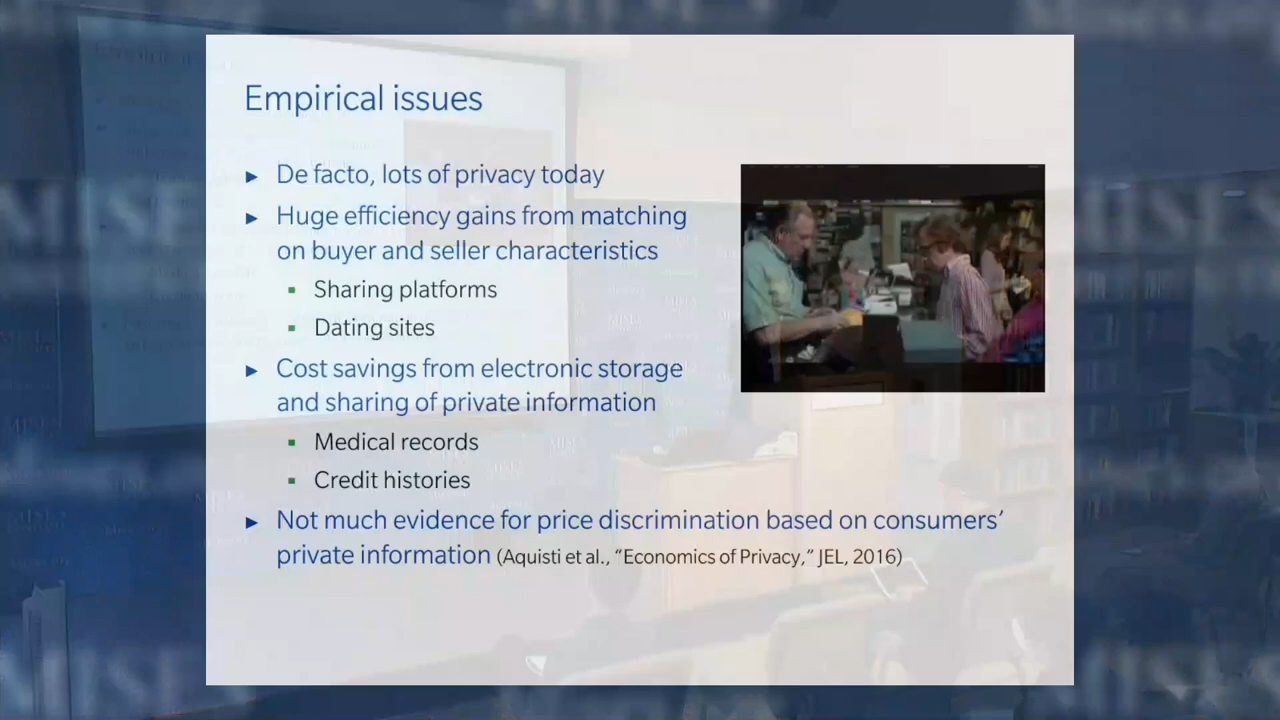 Empirical issues
► De facto, lots of privacy today
► Huge efficiency gains from matching
on buyer and seller characteristics
▪ Sharing platforms
▪ Dating sites
► Cost savings from electronic storage
and sharing of private information
▪ Medical records
▪ Credit histories
► Not much evidence for price discrimination based on consumers’
private information (Aquisti et al., “Economics of Privacy,” JEL, 2016)